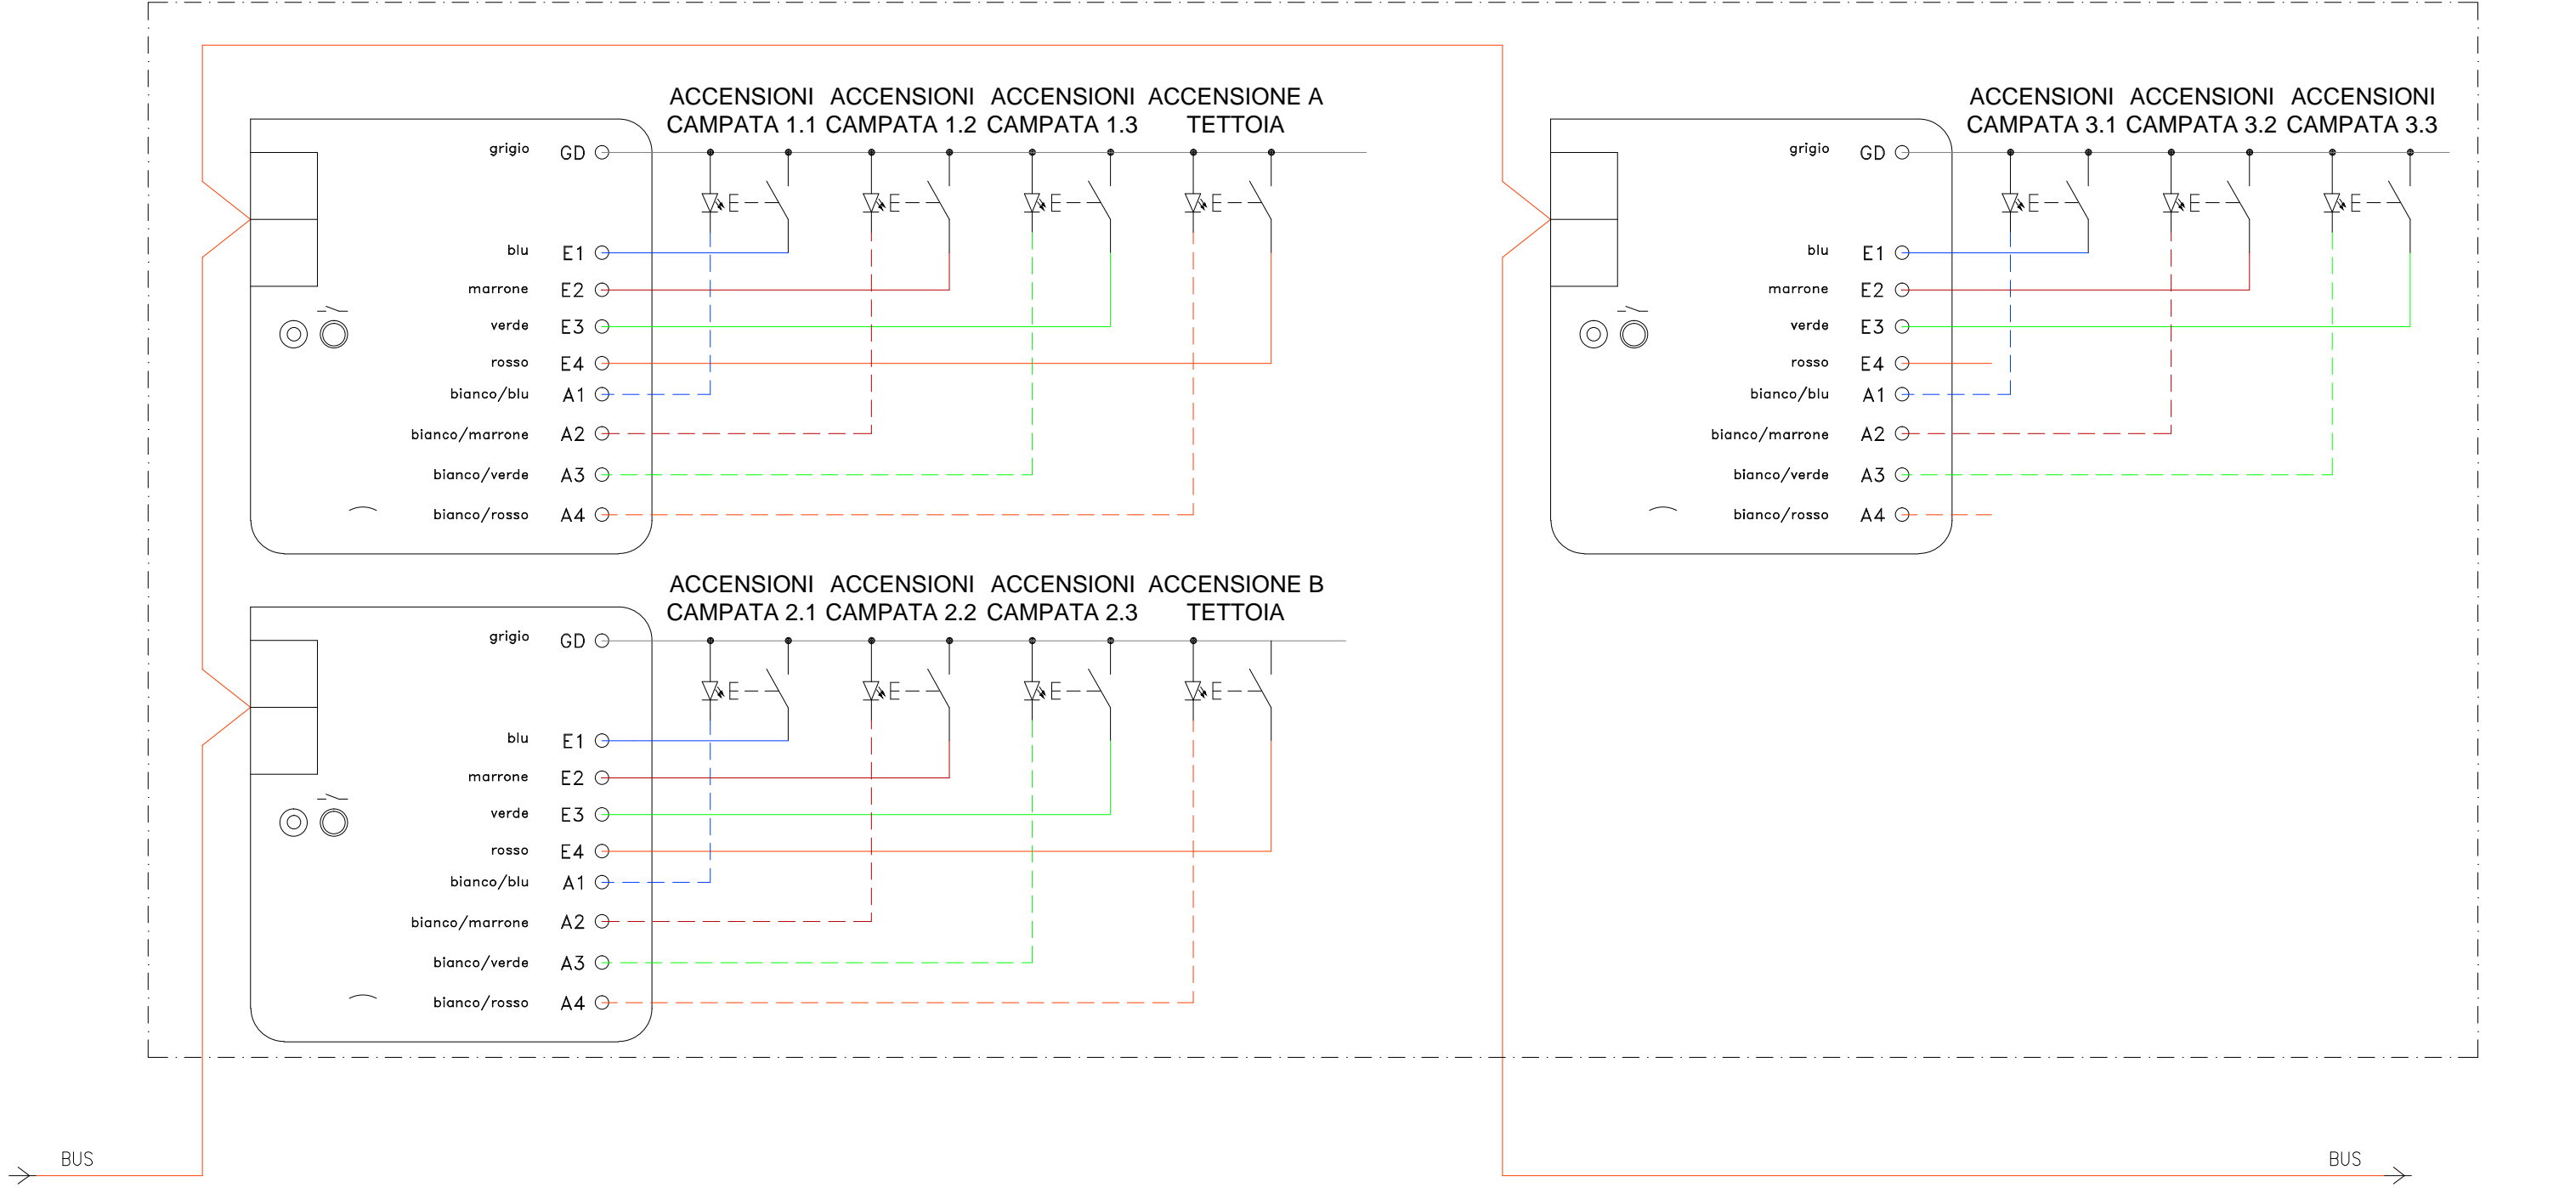 ACCENSIONI CAMPATA 1.1
ACCENSIONI CAMPATA 1.2
ACCENSIONI CAMPATA 1.3
ACCENSIONE A TETTOIA
grigio GD
blu E1
marrone E2
verde E3
rosso E4
bianco/blu A1
bianco/marrone A2
bianco/verde A3
bianco/rosso A4
E
E
E
E
ACCENSIONI CAMPATA 3.1
ACCENSIONI CAMPATA 3.2
ACCENSIONI CAMPATA 3.3
grigio GD
blu E1
marrone E2
verde E3
rosso E4
bianco/blu A1
bianco/marrone A2
bianco/verde A3
bianco/rosso A4
E
E
E
ACCENSIONI CAMPATA 2.1
ACCENSIONI CAMPATA 2.2
ACCENSIONI CAMPATA 2.3
ACCENSIONE B TETTOIA
grigio GD
blu E1
marrone E2
verde E3
rosso E4
bianco/blu A1
bianco/marrone A2
bianco/verde A3
bianco/rosso A4
E
E
E
E
BUS
BUS